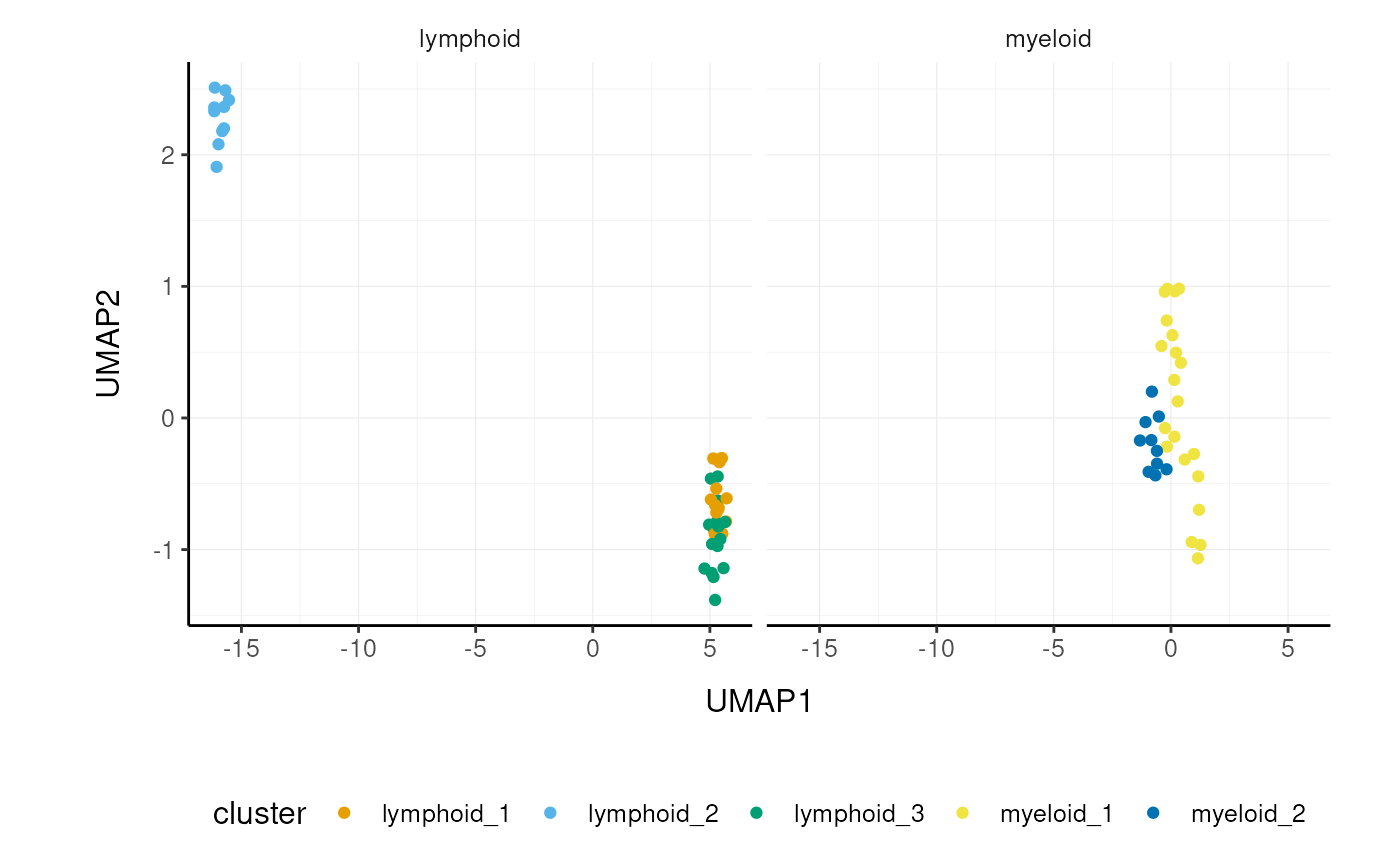 lymphoid myeloid
2
1
0
-1
UMAP2
-15 -10 -5 0 5 -15 -10 -5 0 5
UMAP1
cluster lymphoid_1 lymphoid_2 lymphoid_3 myeloid_1 myeloid_2